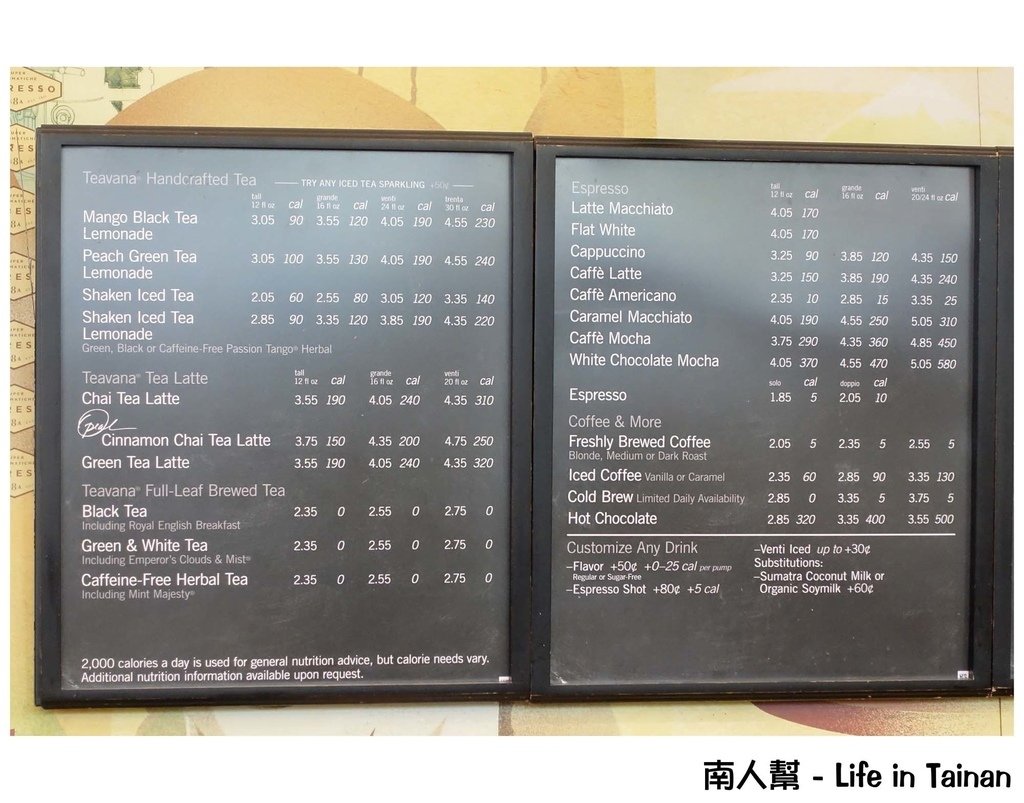 RESSO
Teavana® Handcrafted Tea TRY ANY ICED TEA SPARKLING +50¢
tall grande venti trenta
12 fl oz cal 16 fl oz cal 24 fl oz cal 30 fl oz cal
Mango Black Tea 3.05 90 3.55 120 4.05 190 4.55 230
Lemonade
Peach Green Tea 3.05 100 3.55 130 4.05 190 4.55 240
Lemonade
Shaken Iced Tea 2.05 60 2.55 80 3.05 120 3.35 140
Shaken Iced Tea 2.85 90 3.35 120 3.85 190 4.35 220
Lemonade
Green, Black or Caffeine-Free Passion Tango® Herbal
Teavana® Tea Latte
tall grande venti
12 fl oz cal 16 fl oz cal 20 fl oz cal
Chai Tea Latte 3.55 190 4.05 240 4.35 310
Cinnamon Chai Tea Latte 3.75 150 4.35 200 4.75 250
Green Tea Latte 3.55 190 4.05 240 4.35 320
Teavana® Full-Leaf Brewed Tea
Black Tea 2.35 0 2.55 0 2.75 0
Including Royal English Breakfast
Green & White Tea 2.35 0 2.55 0 2.75 0
Including Emperor's Clouds & Mist®
Caffeine-Free Herbal Tea 2.35 0 2.55 0 2.75 0
Including Mint Majesty®
2,000 calories a day is used for general nutrition advice, but calorie needs vary.
Additional nutrition information available upon request.
Espresso
tall grande venti
12 fl oz cal 16 fl oz cal 20/24 fl oz cal
Latte Macchiato 4.05 170
Flat White 4.05 170
Cappuccino 3.25 90 3.85 120 4.35 150
Caffè Latte 3.25 150 3.85 190 4.35 240
Caffè Americano 2.35 10 2.85 15 3.35 25
Caramel Macchiato 4.05 190 4.55 250 5.05 310
Caffè Mocha 3.75 290 4.35 360 4.85 450
White Chocolate Mocha 4.05 370 4.55 470 5.05 580
solo cal doppio cal
Espresso 1.85 5 2.05 10
Coffee & More
Freshly Brewed Coffee 2.05 5 2.35 5 2.55 5
Blonde, Medium or Dark Roast
Iced Coffee Vanilla or Caramel 2.35 60 2.85 90 3.35 130
Cold Brew Limited Daily Availability 2.85 0 3.35 5 3.75 5
Hot Chocolate 2.85 320 3.35 400 3.55 500
Customize Any Drink
–Flavor +50¢ +0–25 cal per pump
Regular or Sugar-Free
–Espresso Shot +80¢ +5 cal
–Venti Iced up to +30¢
Substitutions:
–Sumatra Coconut Milk or
Organic Soymilk +60¢
南人幫 - Life in Tainan